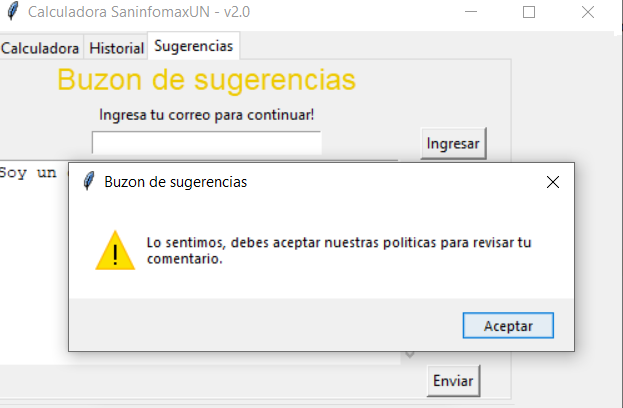 Calculadora SaninfomaxUN - v2.0
Calculadora Historial Sugerencias
Buzon de sugerencias
Ingresa tu correo para continuar!
Ingresar
Soy un
Buzon de sugerencias
Lo sentimos, debes aceptar nuestras politicas para revisar tu
comentario.
Aceptar
Enviar